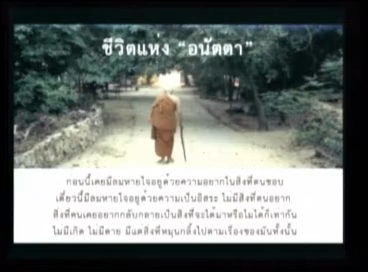 ชีวิตแห่ง "อนัตตา"
ก่อนนี้เคยมีลมหายใจอยู่ด้วยความอยากในสิ่งที่ตนชอบ
เดี๋ยวนี้มีลมหายใจอยู่ด้วยความเป็นอิสระ ไม่มีสิ่งที่ตนอยาก
สิ่งที่ตนเคยอยากกลับกลายเป็นสิ่งที่จะได้มาหรือไม่ได้ก็เท่ากัน
ไม่มีเกิด ไม่มีตาย มีแต่สิ่งที่หมุนกลิ้งไปตามเรื่องของมันทั้งนั้น